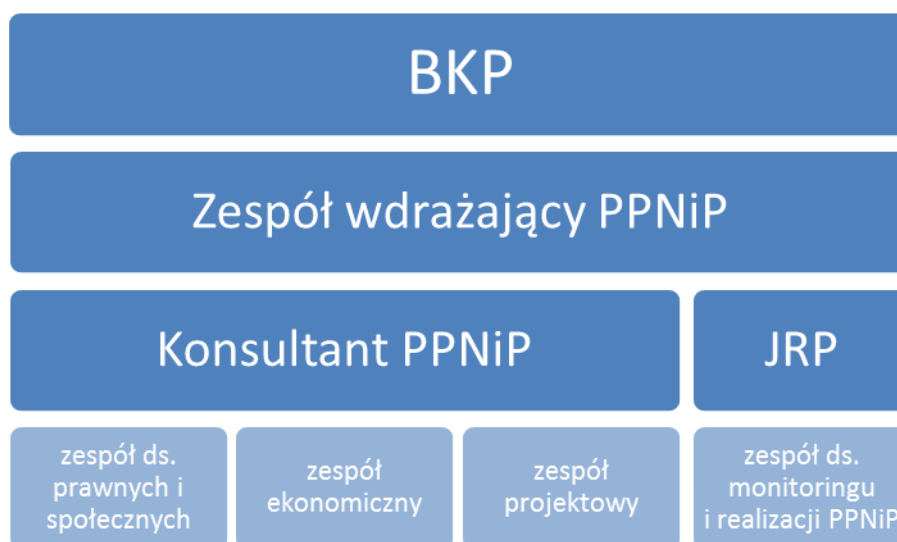 BKP
Zespół wdrażający PPNiP
Konsultant PPNiP
JRP
zespół ds.
prawnych i
społecznych
zespół
ekonomiczny
zespół
projektowy
zespół ds.
monitoringu
i realizacji PPNiP